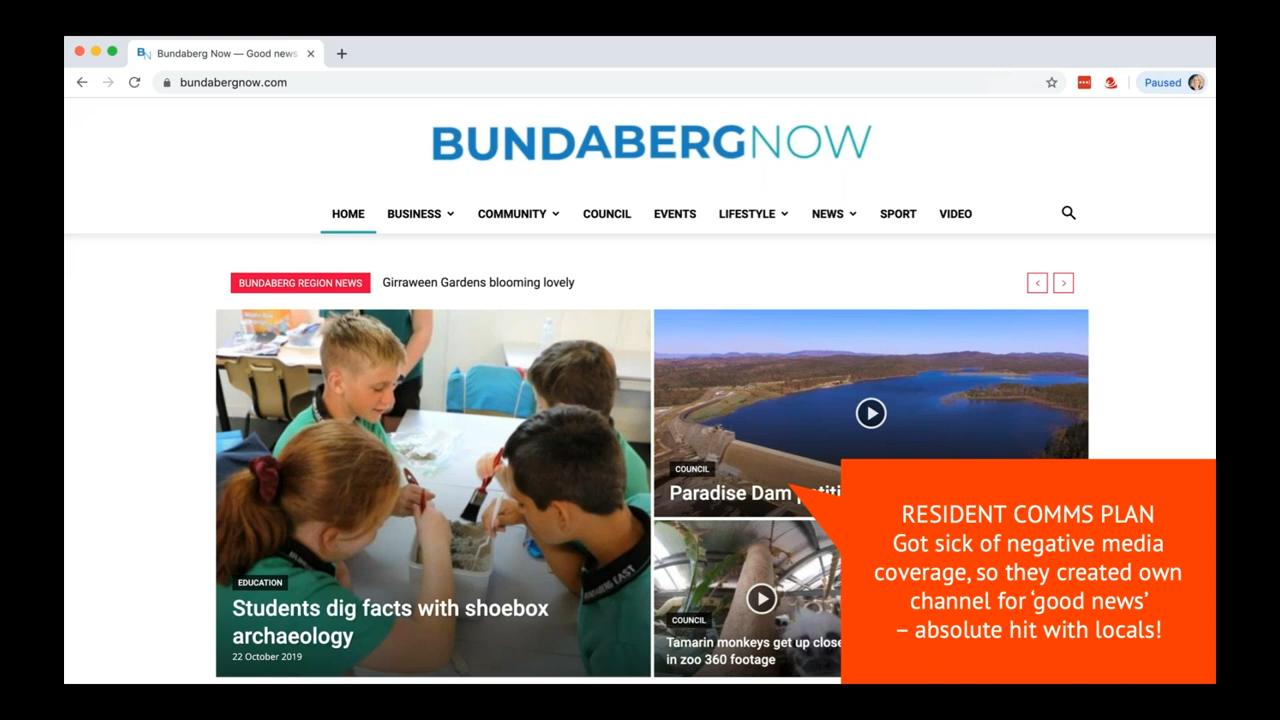 Bundaberg Now — Good news
bundabergnow.com
Paused
BUNDABERGNOW
HOME
BUSINESS
COMMUNITY
COUNCIL
EVENTS
LIFESTYLE
NEWS
SPORT
VIDEO
BUNDABERG REGION NEWS
Girraween Gardens blooming lovely
EDUCATION
Students dig facts with shoebox
archaeology
22 October 2019
COUNCIL
Paradise Dam
COUNCIL
Tamarin monkeys get up close
in zoo 360 footage
RESIDENT COMMS PLAN
Got sick of negative media
coverage, so they created own
channel for ‘good news’
– absolute hit with locals!